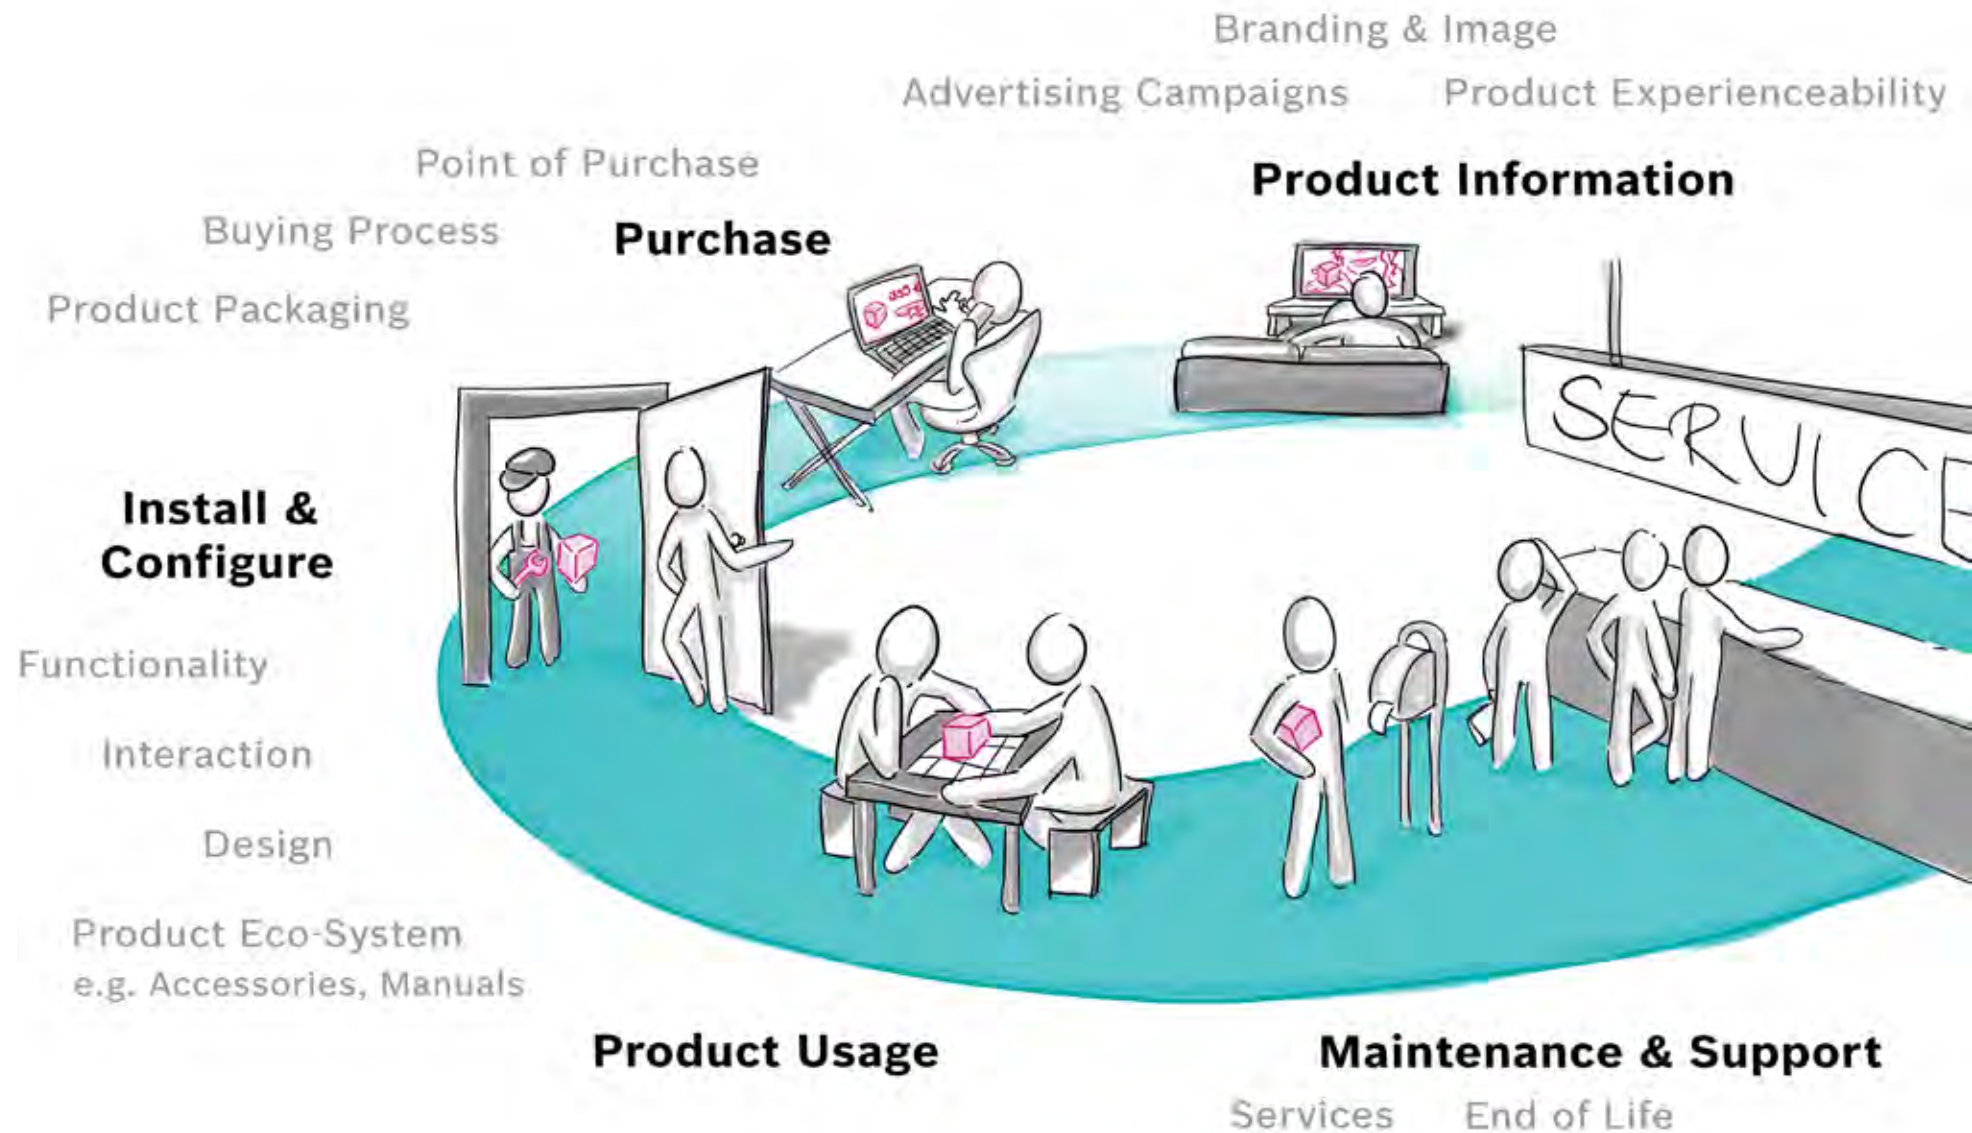 Branding & Image
Advertising Campaigns
Product Experienceability
Product Information
Point of Purchase
Buying Process
Purchase
Product Packaging
SERVICE
Install &
Configure
Functionality
Interaction
Design
Product Eco-System
e.g. Accessories, Manuals
Product Usage
Maintenance & Support
Services
End of Life